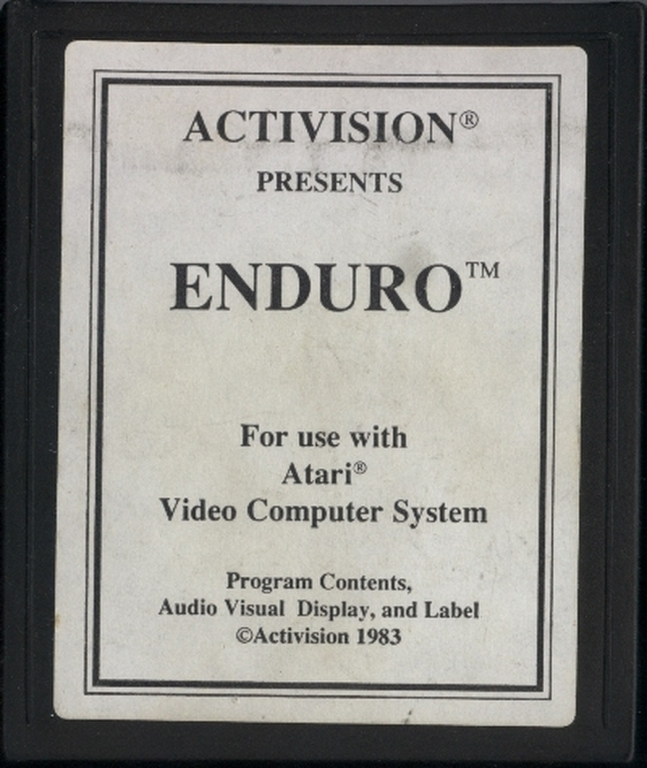 ACTIVISION®
PRESENTS
ENDURO™
For use with
Atari®
Video Computer System
Program Contents,
Audio Visual Display, and Label
©Activision 1983